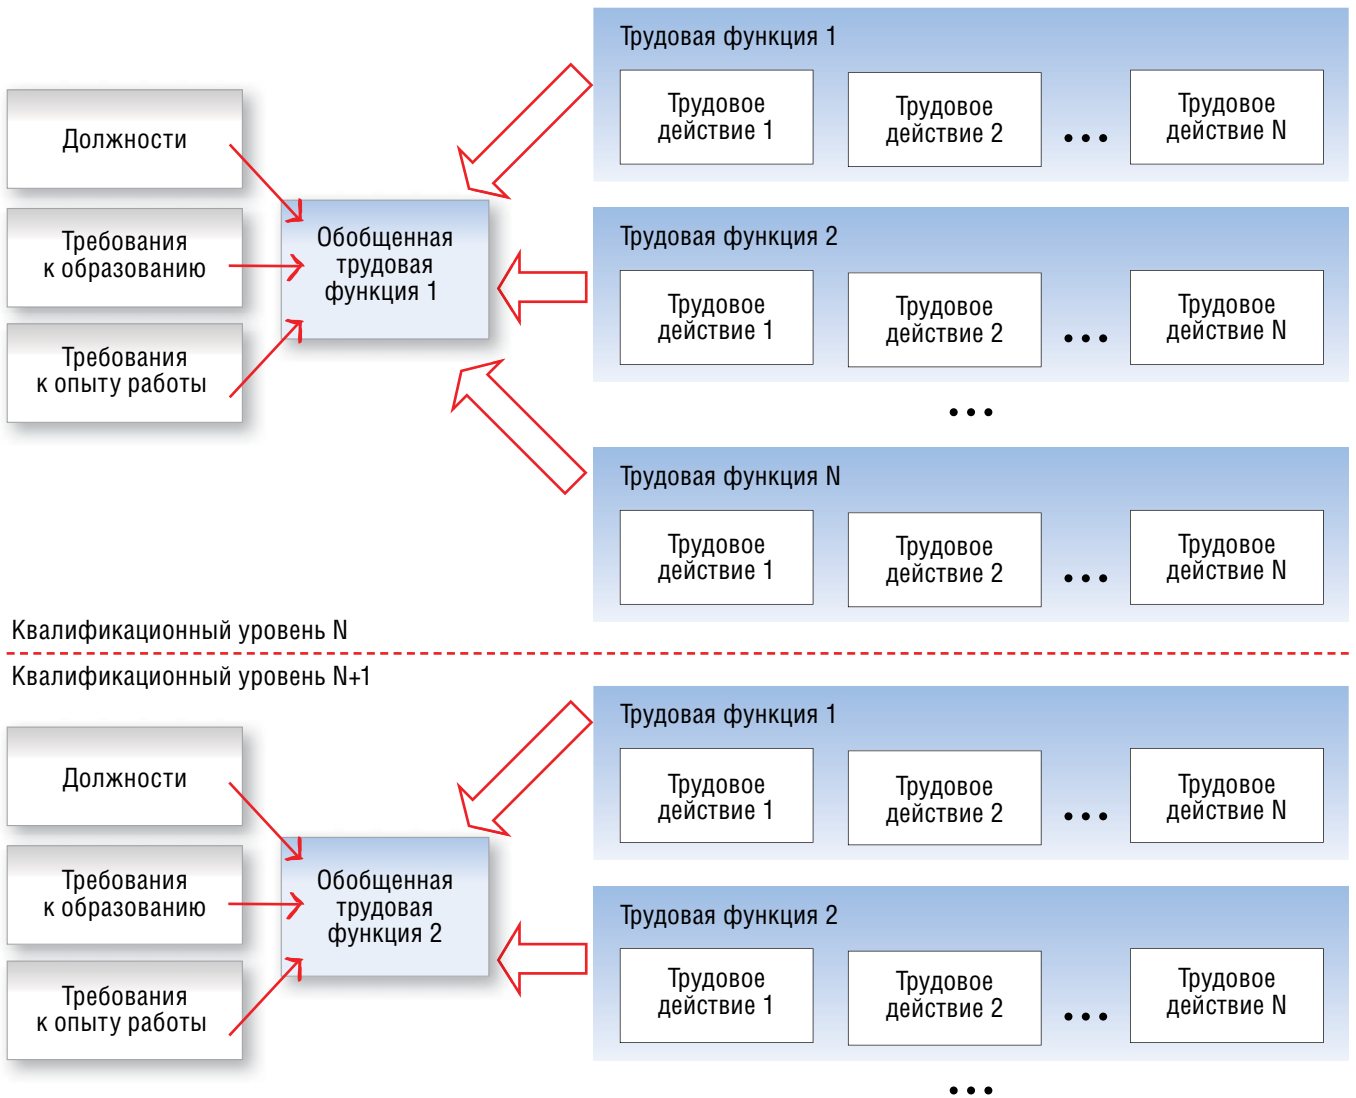 Должности
Требования
к образованию
Требования
к опыту работы
Обобщенная
трудовая
функция 1
Трудовая функция 1
Трудовое
действие 1
Трудовое
действие 2
...
Трудовое
действие N
Трудовая функция 2
Трудовое
действие 1
Трудовое
действие 2
...
Трудовое
действие N
...
Трудовая функция N
Трудовое
действие 1
Трудовое
действие 2
...
Трудовое
действие N
Квалификационный уровень N
Квалификационный уровень N+1
Должности
Требования
к образованию
Требования
к опыту работы
Обобщенная
трудовая
функция 2
Трудовая функция 1
Трудовое
действие 1
Трудовое
действие 2
...
Трудовое
действие N
Трудовая функция 2
Трудовое
действие 1
Трудовое
действие 2
...
Трудовое
действие N
...